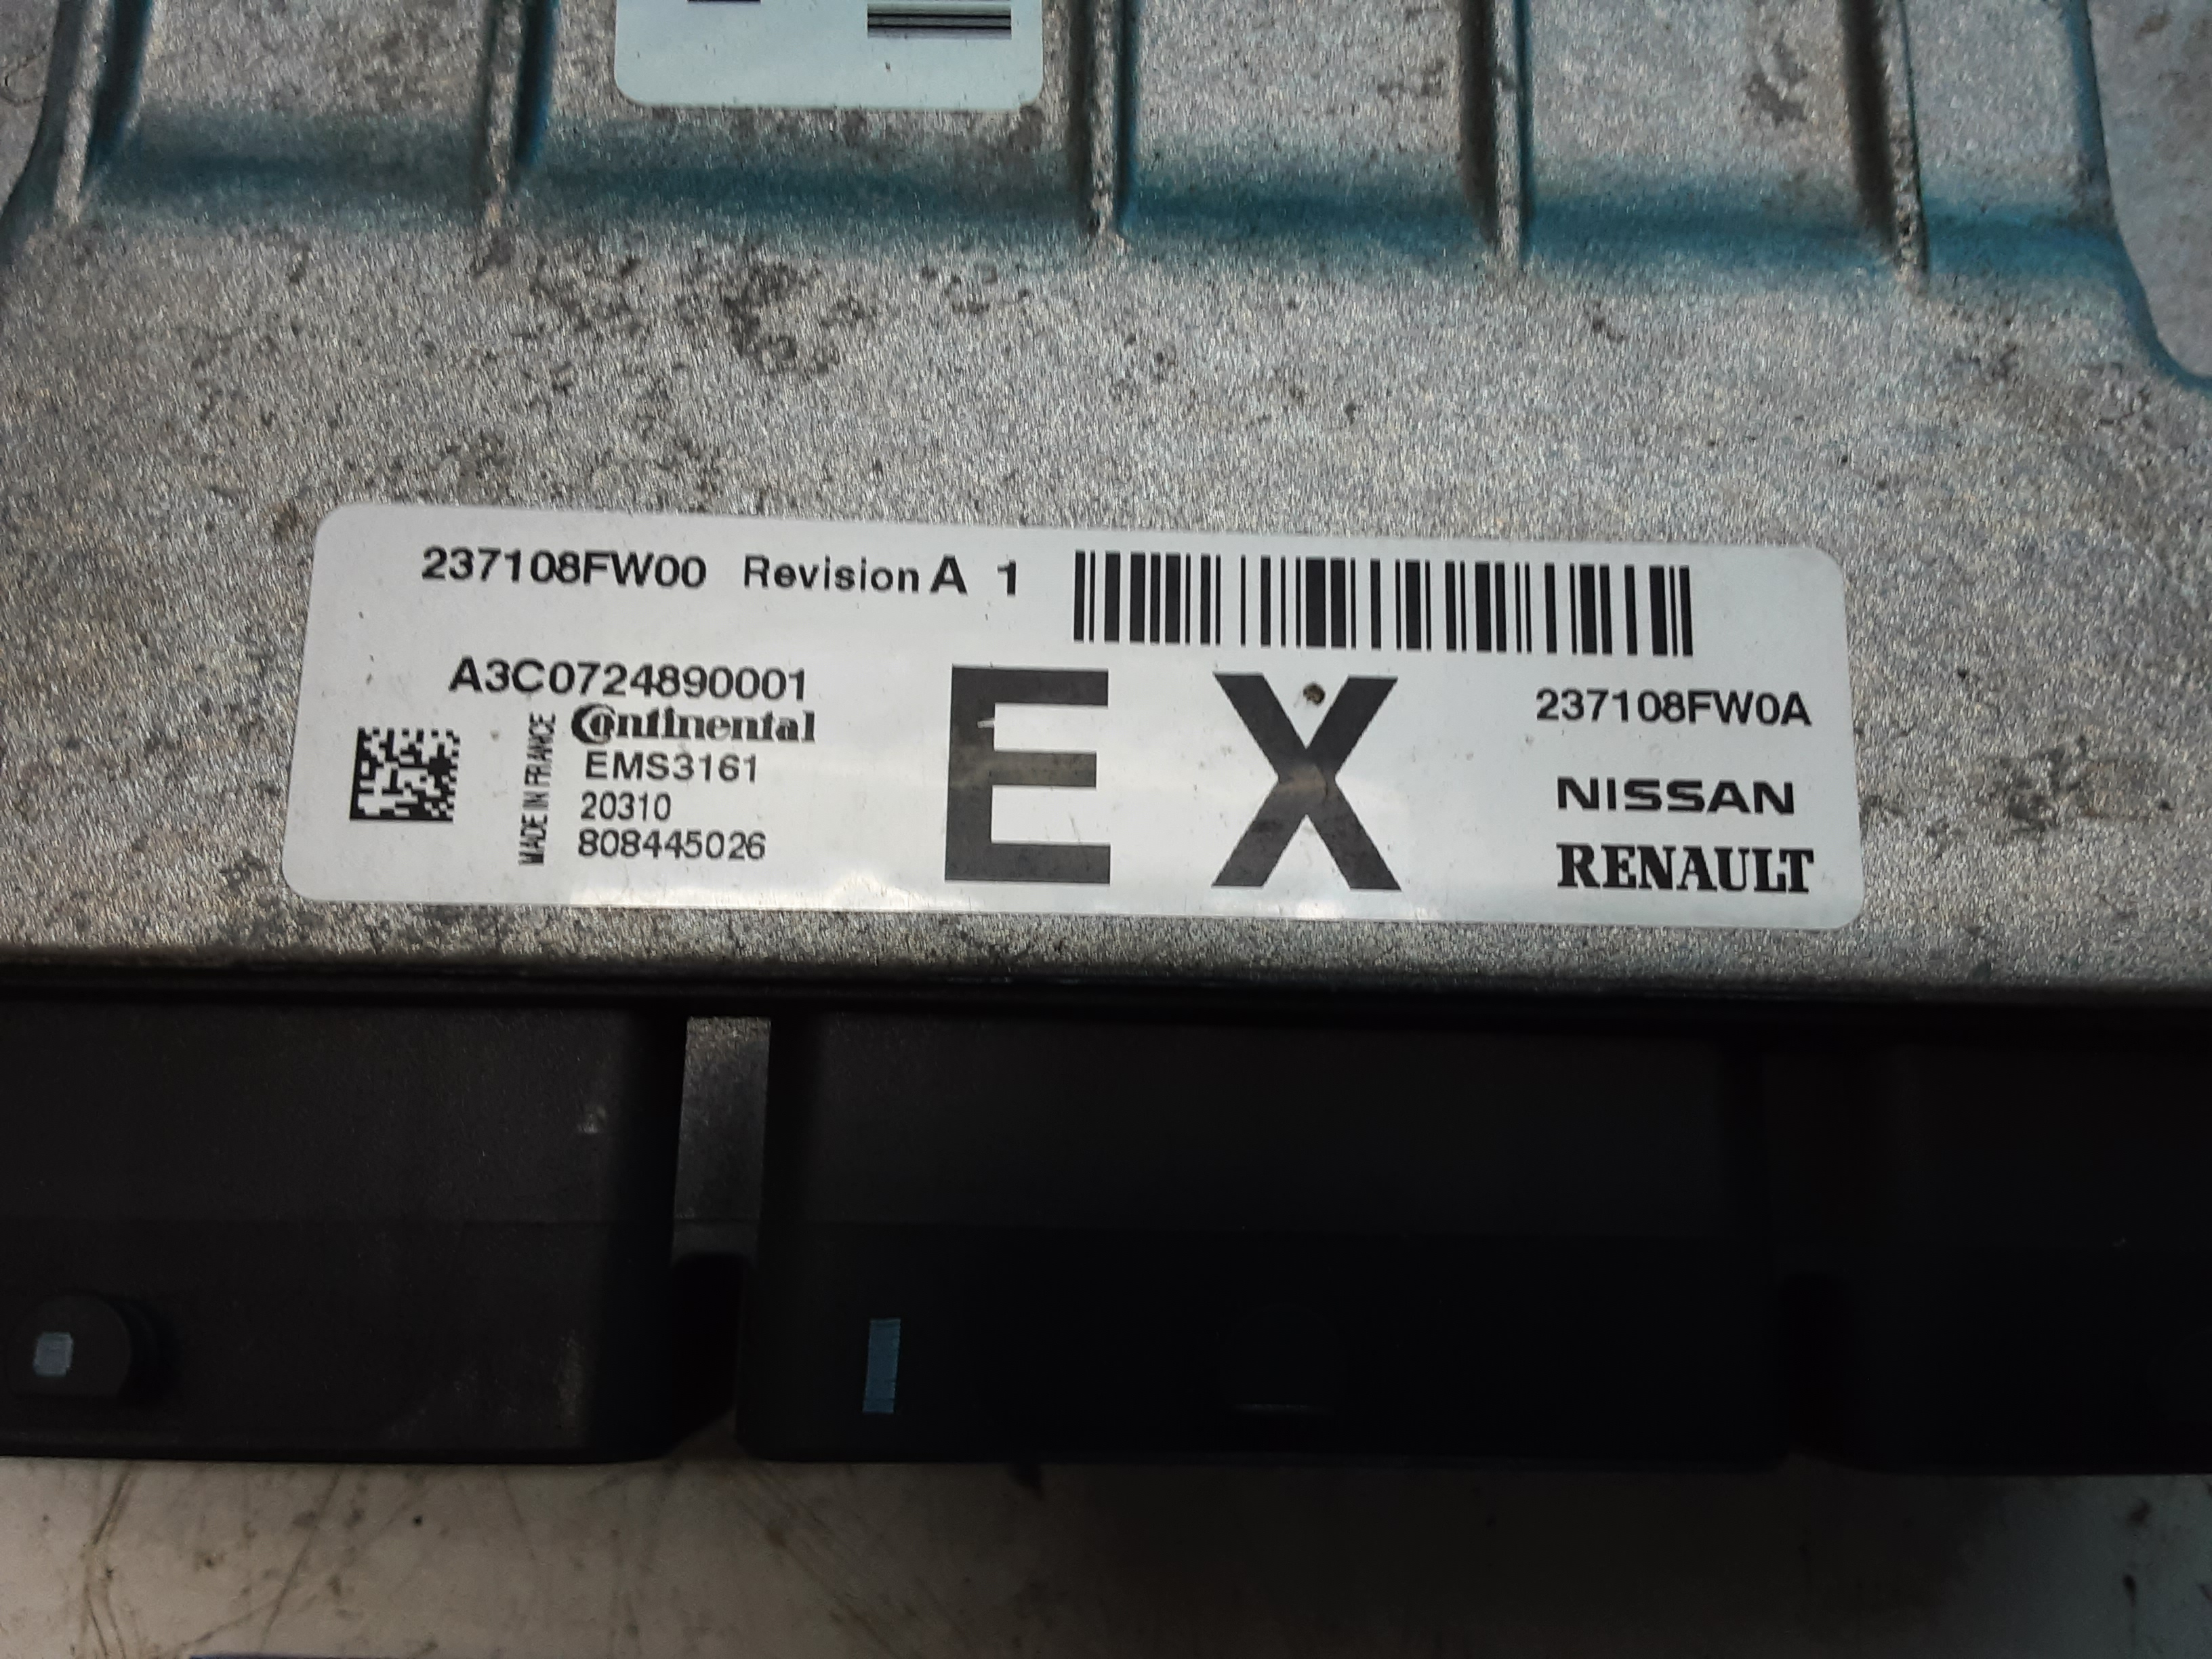 237108FW00 Revision A 1
A3C0724890001
Continental
MADE IN FRANCE
EMS3161
20310
808445026
EX
237108FW0A
NISSAN
RENAULT